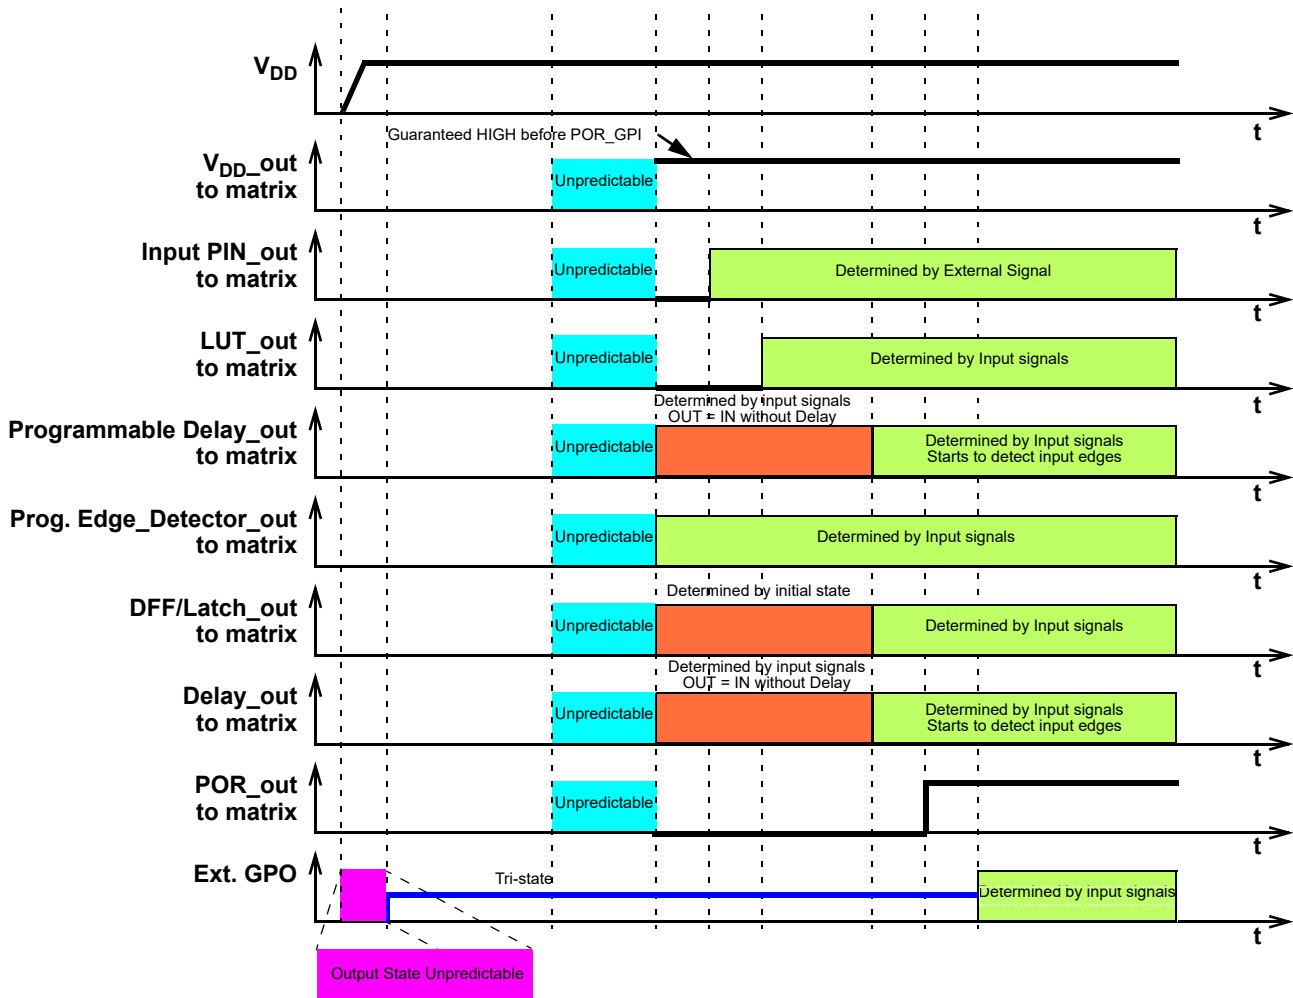 V_DD
t
Guaranteed HIGH before POR_GPI
V_DD_out
to matrix
Unpredictable
t
Input PIN_out
to matrix
Unpredictable
Determined by External Signal
t
LUT_out
to matrix
Unpredictable
Determined by Input signals
t
Determined by input signals
OUT = IN without Delay
Programmable Delay_out
to matrix
Unpredictable
Determined by Input signals
Starts to detect input edges
t
Prog. Edge_Detector_out
to matrix
Unpredictable
Determined by Input signals
t
Determined by initial state
DFF/Latch_out
to matrix
Unpredictable
Determined by Input signals
t
Determined by input signals
OUT = IN without Delay
Delay_out
to matrix
Unpredictable
Determined by Input signals
Starts to detect input edges
t
POR_out
to matrix
Unpredictable
t
Ext. GPO
Tri-state
Determined by input signals
t
Output State Unpredictable